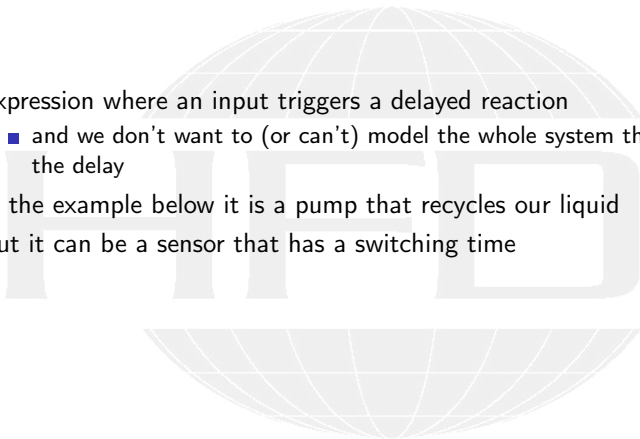 xpression where an input triggers a delayed reaction
and we don't want to (or can't) model the whole system th
the delay
the example below it is a pump that recycles our liquid
ut it can be a sensor that has a switching time
HFD